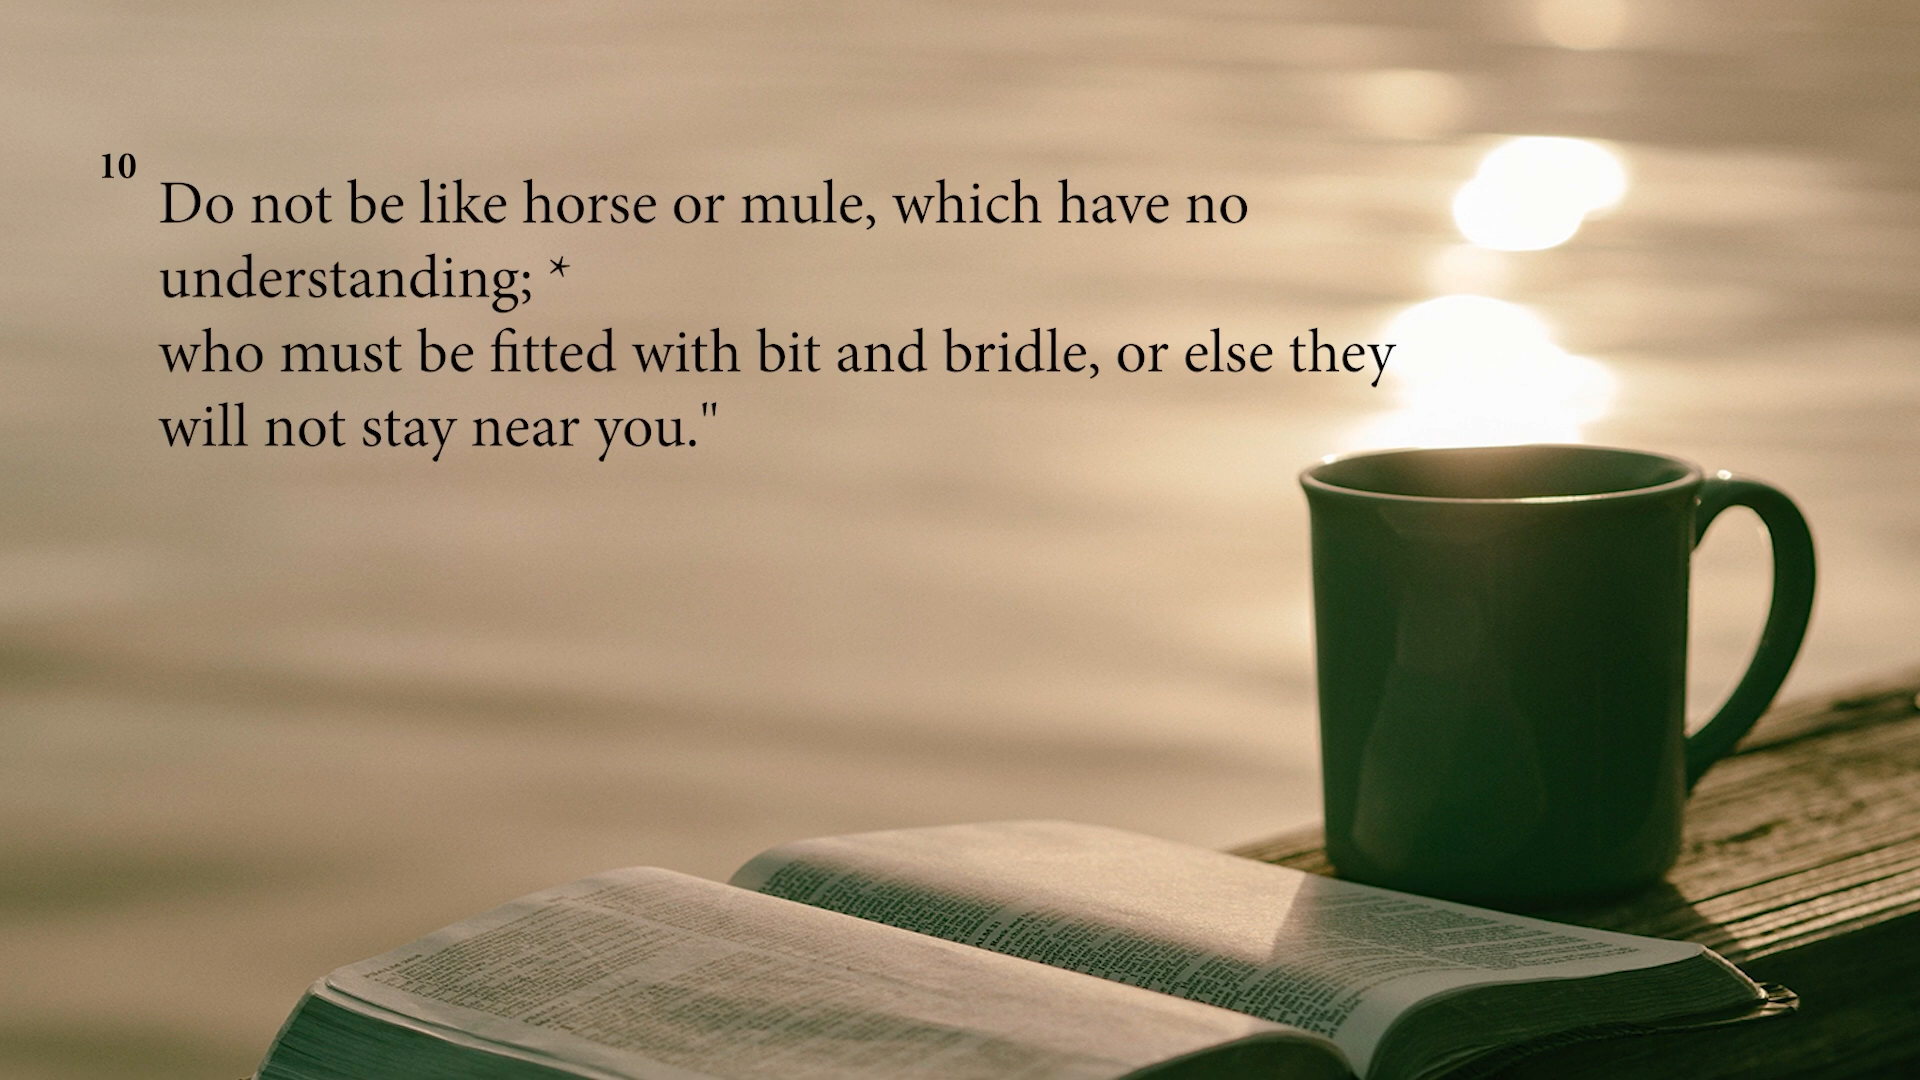 10
Do not be like horse or mule, which have no
understanding; *
who must be fitted with bit and bridle, or else they
will not stay near you."